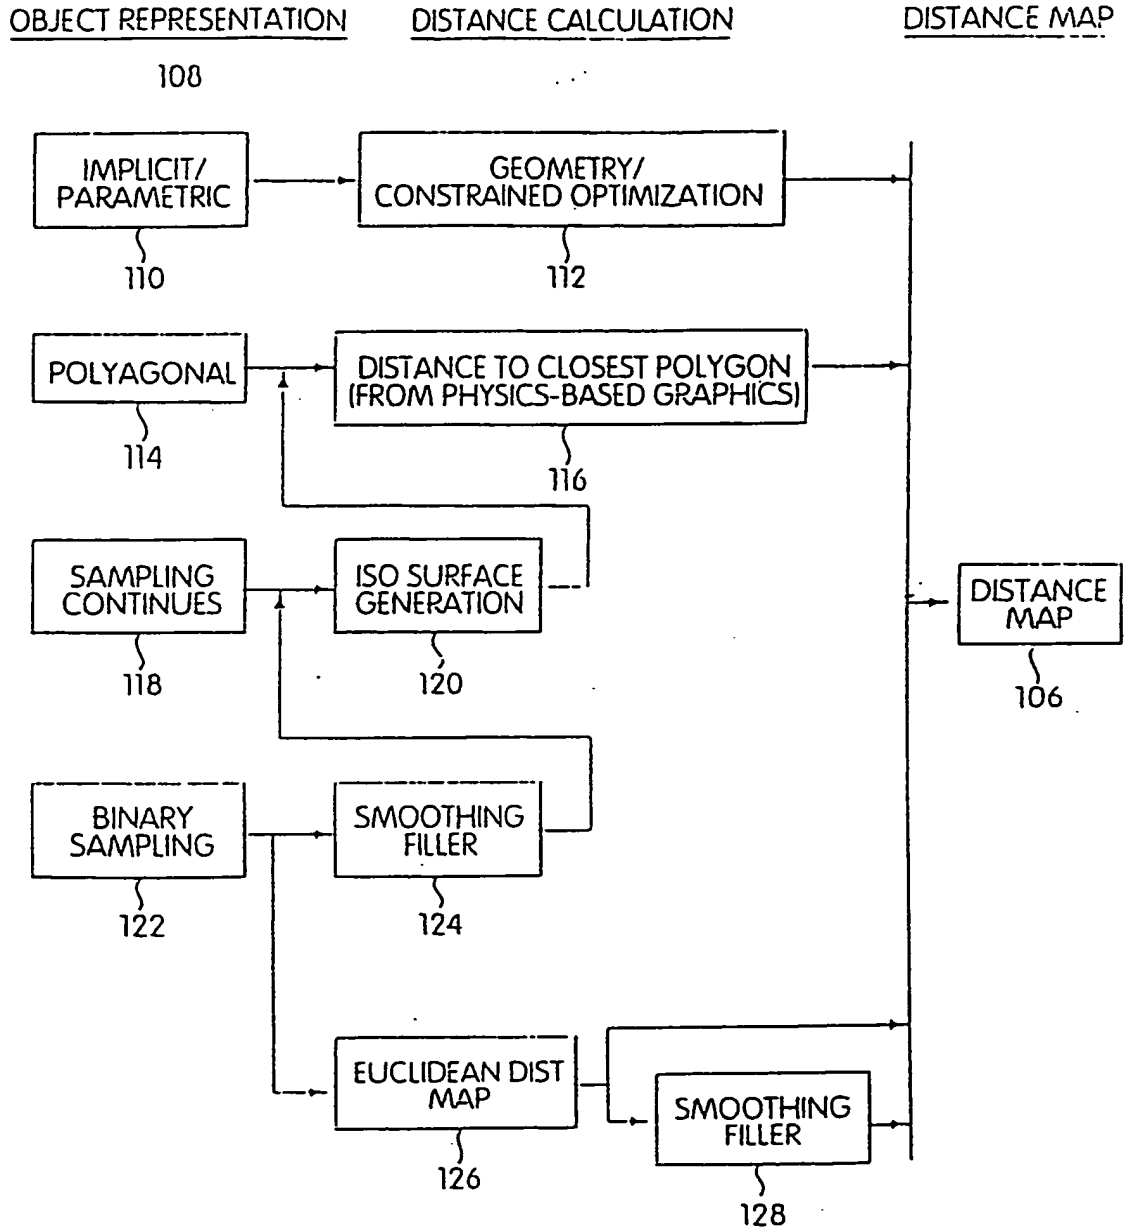 OBJECT REPRESENTATION
DISTANCE CALCULATION
DISTANCE MAP
108
IMPLICIT/
PARAMETRIC
110
GEOMETRY/
CONSTRAINED OPTIMIZATION
112
POLYAGONAL
114
DISTANCE TO CLOSEST POLYGON
(FROM PHYSICS-BASED GRAPHICS)
116
SAMPLING
CONTINUES
118
ISO SURFACE
GENERATION
120
DISTANCE
MAP
106
BINARY
SAMPLING
122
SMOOTHING
FILLER
124
EUCLIDEAN DIST
MAP
126
SMOOTHING
FILLER
128